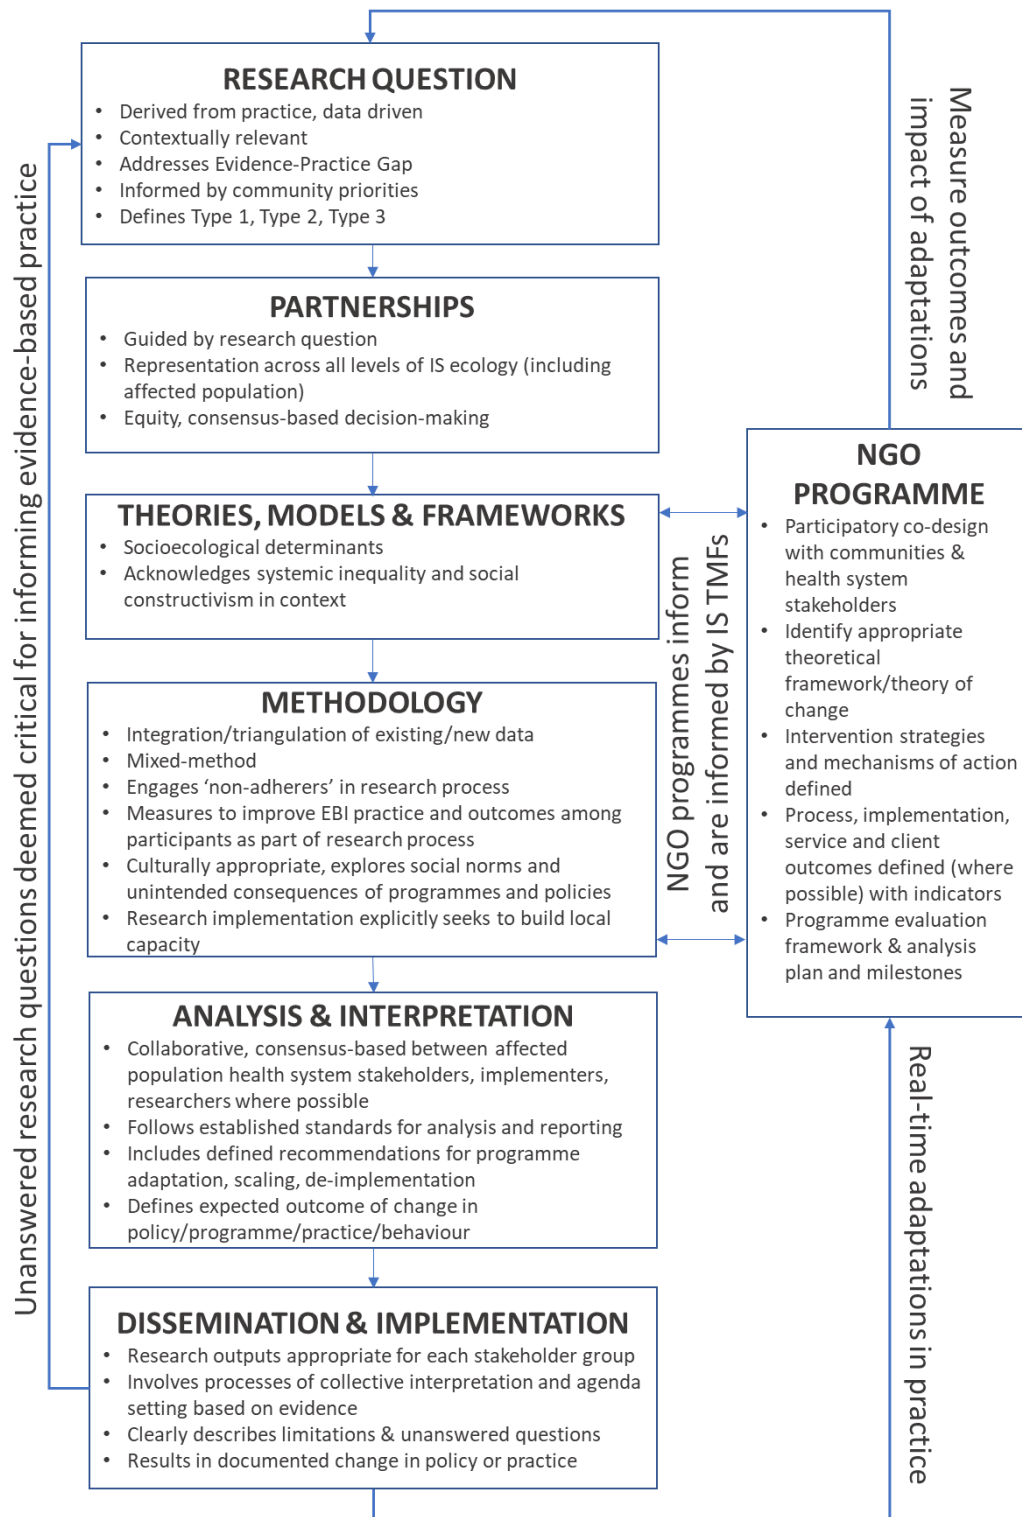 RESEARCH QUESTION
• Derived from practice, data driven
• Contextually relevant
• Addresses Evidence-Practice Gap
• Informed by community priorities
• Defines Type 1, Type 2, Type 3
PARTNERSHIPS
• Guided by research question
• Representation across all levels of IS ecology (including
affected population)
• Equity, consensus-based decision-making
THEORIES, MODELS & FRAMEWORKS
• Socioecological determinants
• Acknowledges systemic inequality and social
constructivism in context
METHODOLOGY
• Integration/triangulation of existing/new data
• Mixed-method
• Engages ‘non-adherers’ in research process
• Measures to improve EBI practice and outcomes among
participants as part of research process
• Culturally appropriate, explores social norms and
unintended consequences of programmes and policies
• Research implementation explicitly seeks to build local
capacity
ANALYSIS & INTERPRETATION
• Collaborative, consensus-based between affected
population health system stakeholders, implementers,
researchers where possible
• Follows established standards for analysis and reporting
• Includes defined recommendations for programme
adaptation, scaling, de-implementation
• Defines expected outcome of change in
policy/programme/practice/behaviour
DISSEMINATION & IMPLEMENTATION
• Research outputs appropriate for each stakeholder group
• Involves processes of collective interpretation and agenda
setting based on evidence
• Clearly describes limitations & unanswered questions
• Results in documented change in policy or practice
Unanswered research questions deemed critical for informing evidence-based practice
NGO programmes inform
and are informed by IS TMFs
Measure outcomes and
impact of adaptations
NGO
PROGRAMME
• Participatory co-design
with communities &
health system
stakeholders
• Identify appropriate
theoretical
framework/theory of
change
• Intervention strategies
and mechanisms of action
defined
• Process, implementation,
service and client
outcomes defined (where
possible) with indicators
• Programme evaluation
framework & analysis
plan and milestones
Real-time adaptations in practice